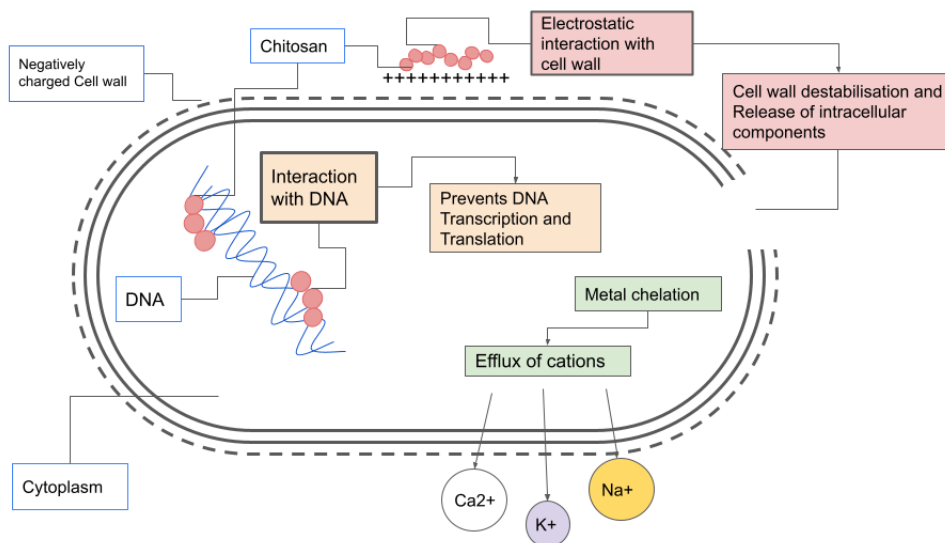 Negatively
charged Cell wall
Chitosan
++++++++++
Electrostatic
interaction with
cell wall
Cell wall destabilisation and
Release of intracellular
components
Interaction
with DNA
Prevents DNA
Transcription and
Translation
DNA
Metal chelation
Efflux of cations
Cytoplasm
Ca2+
K+
Na+